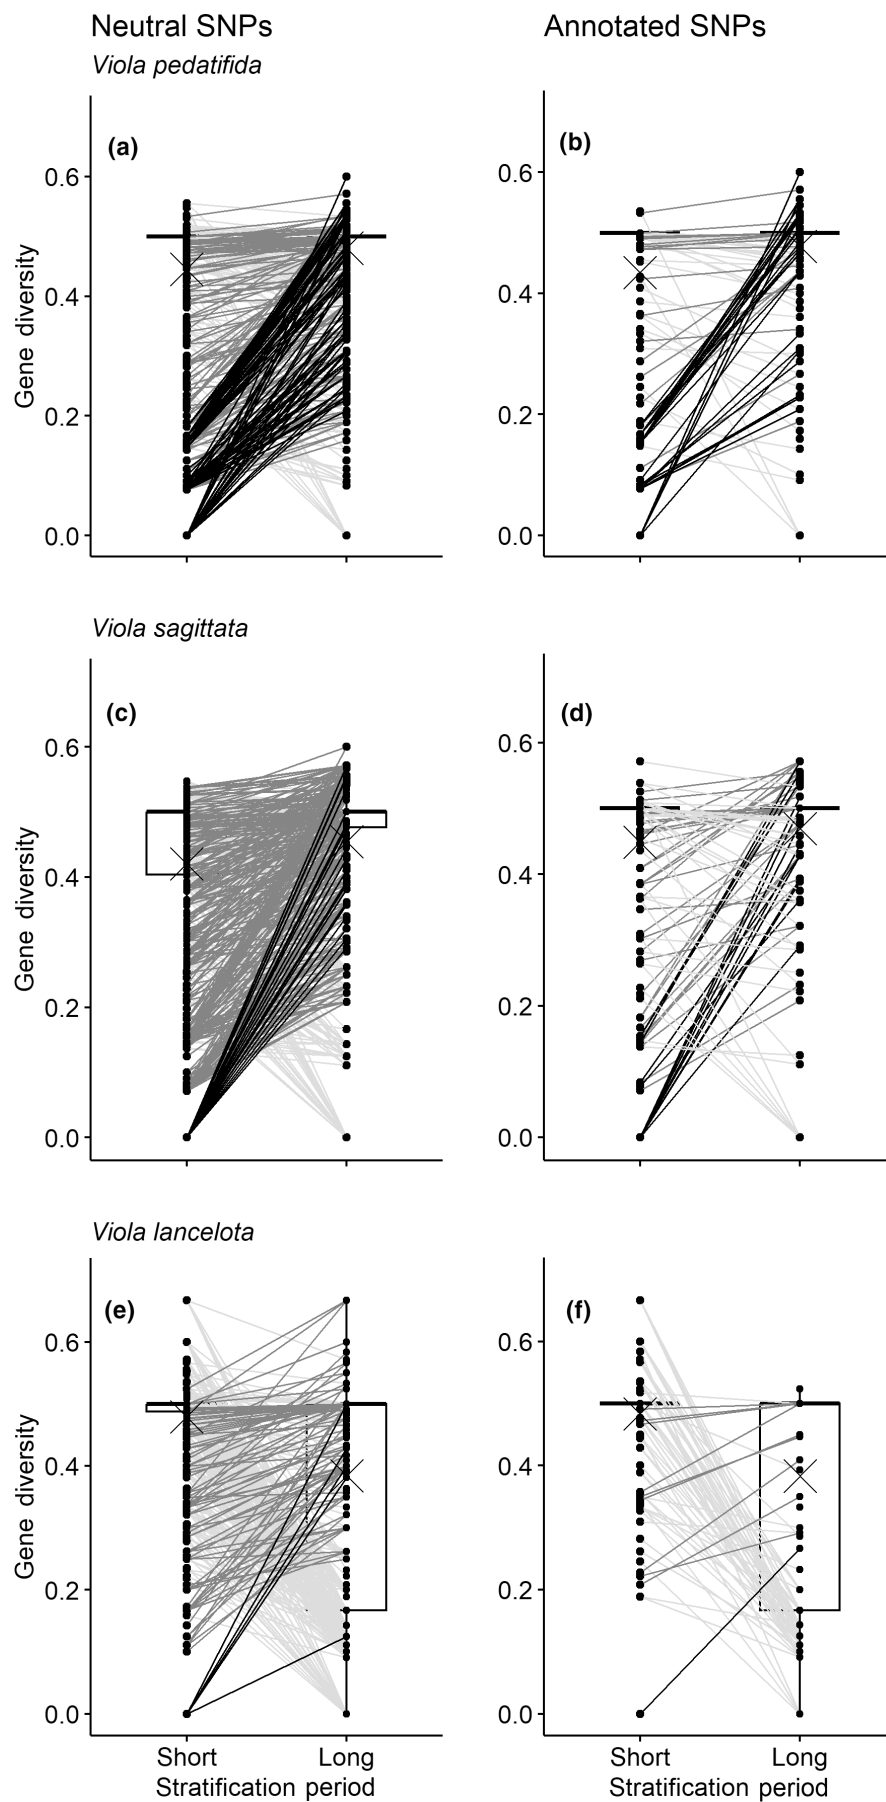 Neutral SNPs Annotated SNPs
Viola pedatifida
(a) (b)
0.6 0.6
0.4 0.4
0.2 0.2
0.0 0.0
Gene diversity
Viola sagittata
(c) (d)
0.6 0.6
0.4 0.4
0.2 0.2
0.0 0.0
Gene diversity
Viola lancelota
(e) (f)
0.6 0.6
0.4 0.4
0.2 0.2
0.0 0.0
Gene diversity
Short Long Short Long
Stratification period Stratification period